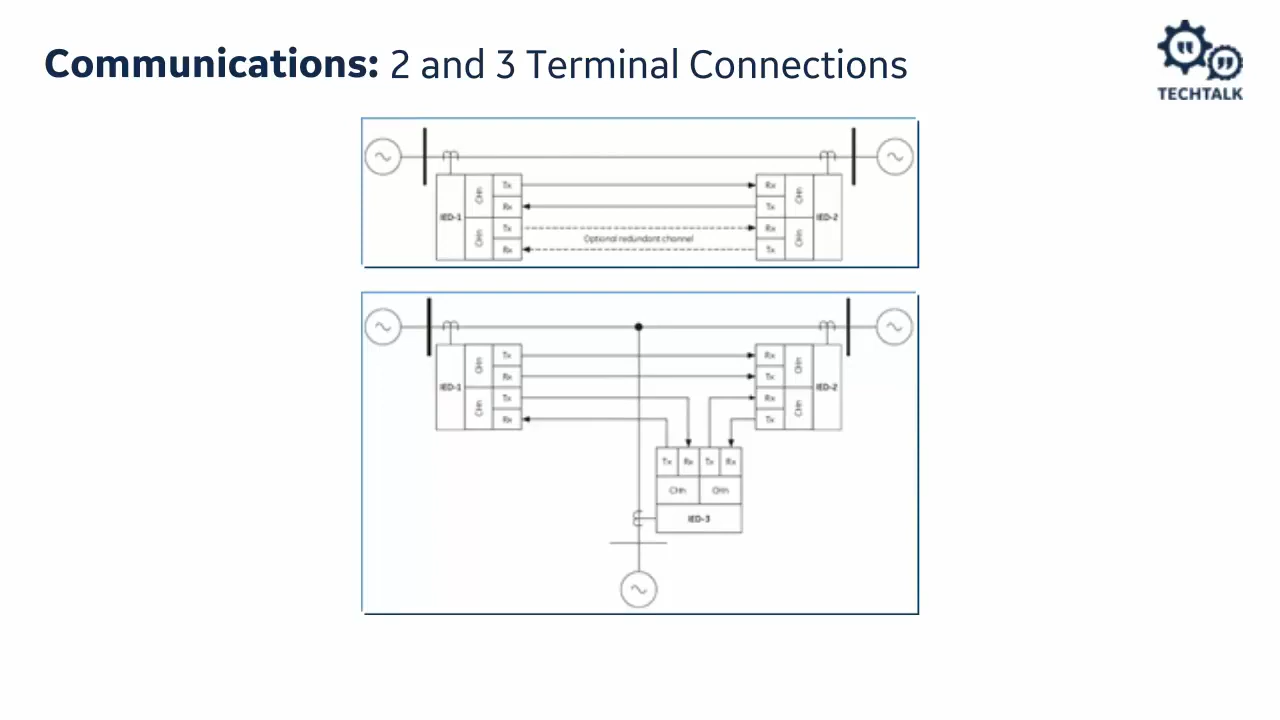 Communications: 2 and 3 Terminal Connections
TECHTALK
IED-1
CHn
CHn
Tx
Rx
Tx
Rx
Optional redundant channel
Rx
Tx
Rx
Tx
CHn
CHn
IED-2
IED-1
CHn
CHn
Tx
Rx
Tx
Rx
Rx
Tx
Rx
Tx
CHn
CHn
IED-2
Tx Rx Tx Rx
CHn CHn
IED-3